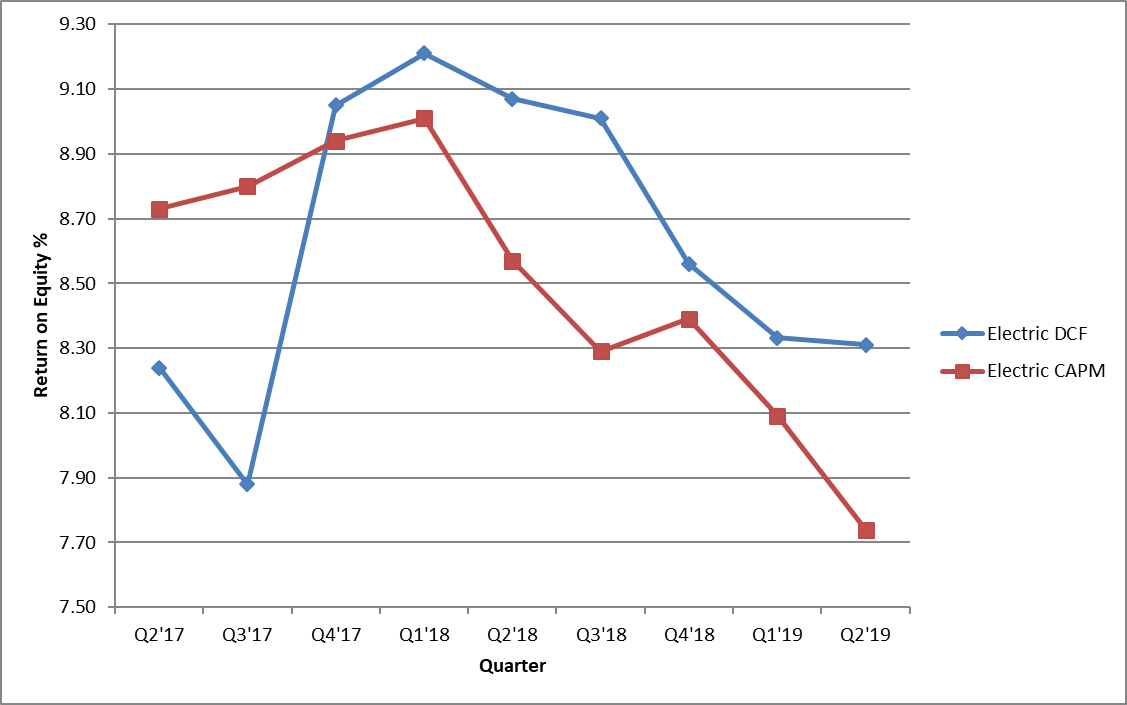 9.30
9.10
8.90
8.70
8.50
8.30
8.10
7.90
7.70
7.50
Return on Equity %
Q2'17 Q3'17 Q4'17 Q1'18 Q2'18 Q3'18 Q4'18 Q1'19 Q2'19
Quarter
Electric DCF
Electric CAPM